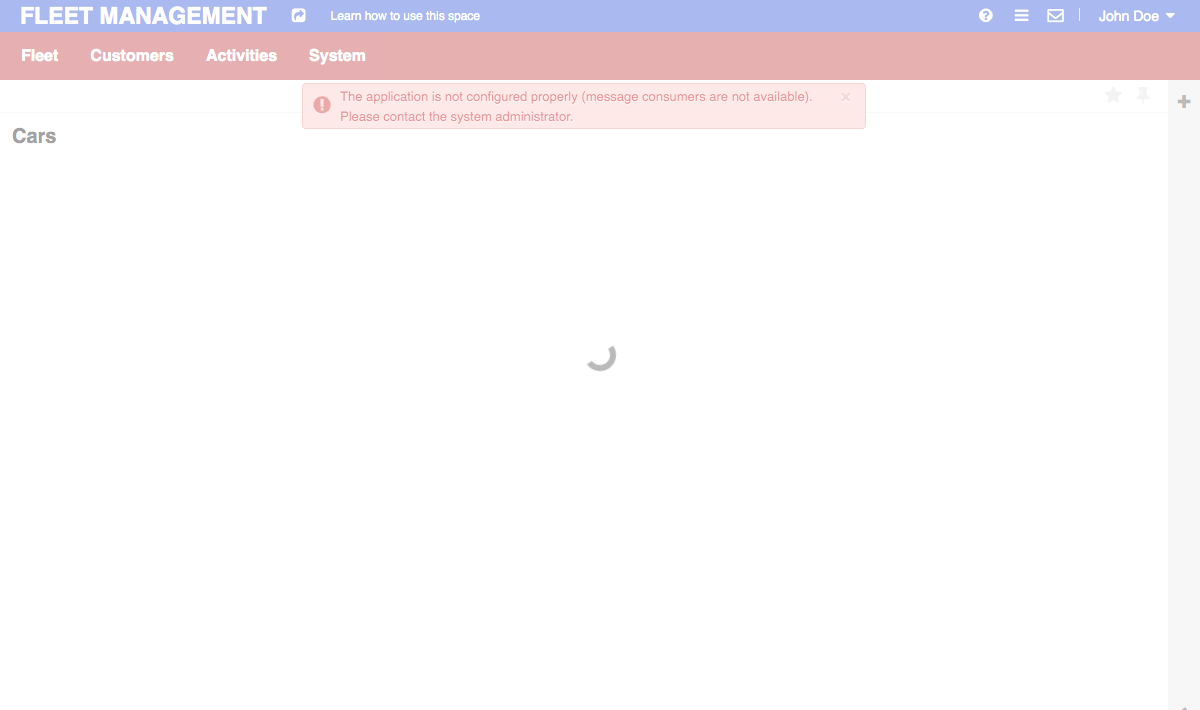 FLEET MANAGEMENT
Learn how to use this space
John Doe
Fleet
Customers
Activities
System
The application is not configured properly (message consumers are not available).
Please contact the system administrator.
Cars